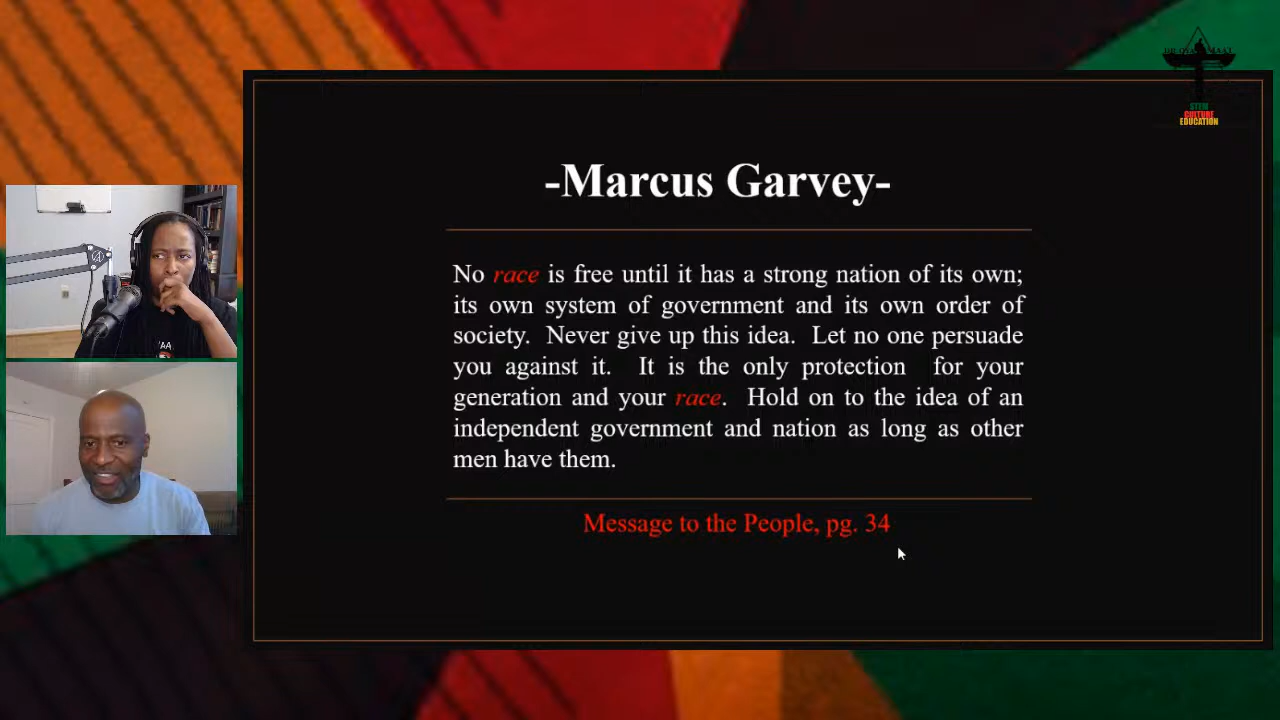 -Marcus Garvey-
No race is free until it has a strong nation of its own;
its own system of government and its own order of
society. Never give up this idea. Let no one persuade
you against it. It is the only protection for your
generation and your race. Hold on to the idea of an
independent government and nation as long as other
men have them.
Message to the People, pg. 34
STEM
CULTURE
EDUCATION